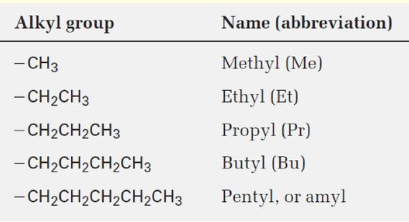 Alkyl group Name (abbreviation)
–CH₃ Methyl (Me)
–CH₂CH₃ Ethyl (Et)
–CH₂CH₂CH₃ Propyl (Pr)
–CH₂CH₂CH₂CH₃ Butyl (Bu)
–CH₂CH₂CH₂CH₂CH₃ Pentyl, or amyl